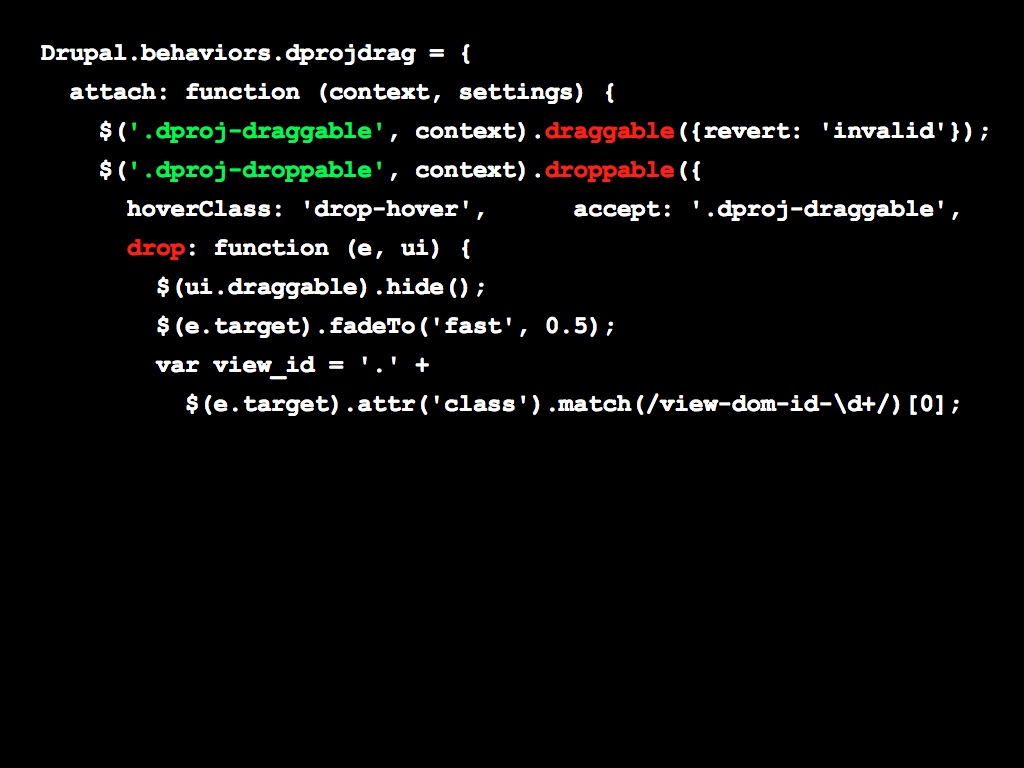 Drupal.behaviors.dprojdrag = {
  attach: function (context, settings) {
    $('.dproj-draggable', context).draggable({revert: 'invalid'});
    $('.dproj-droppable', context).droppable({
      hoverClass: 'drop-hover',      accept: '.dproj-draggable',
      drop: function (e, ui) {
        $(ui.draggable).hide();
        $(e.target).fadeTo('fast', 0.5);
        var view_id = '.' +
          $(e.target).attr('class').match(/view-dom-id-\d+/)[0];